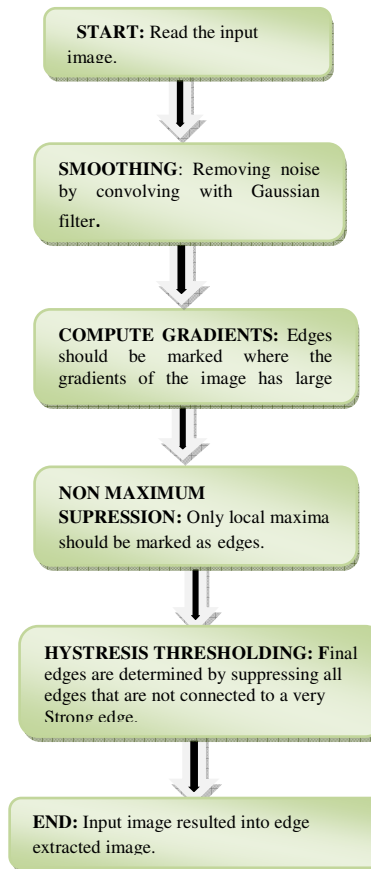 START: Read the input
image.
SMOOTHING: Removing noise
by convolving with Gaussian
filter.
COMPUTE GRADIENTS: Edges
should be marked where the
gradients of the image has large
NON MAXIMUM
SUPRESSION: Only local maxima
should be marked as edges.
HYSTRESIS THRESHOLDING: Final
edges are determined by suppressing all
edges that are not connected to a very
Strong edge.
END: Input image resulted into edge
extracted image.